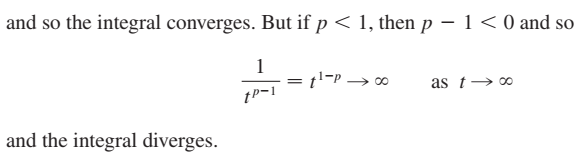 and so the integral converges. But if p < 1, then p − 1 < 0 and so
1/t^{p−1} = t^{1−p} → ∞ as t → ∞
and the integral diverges.